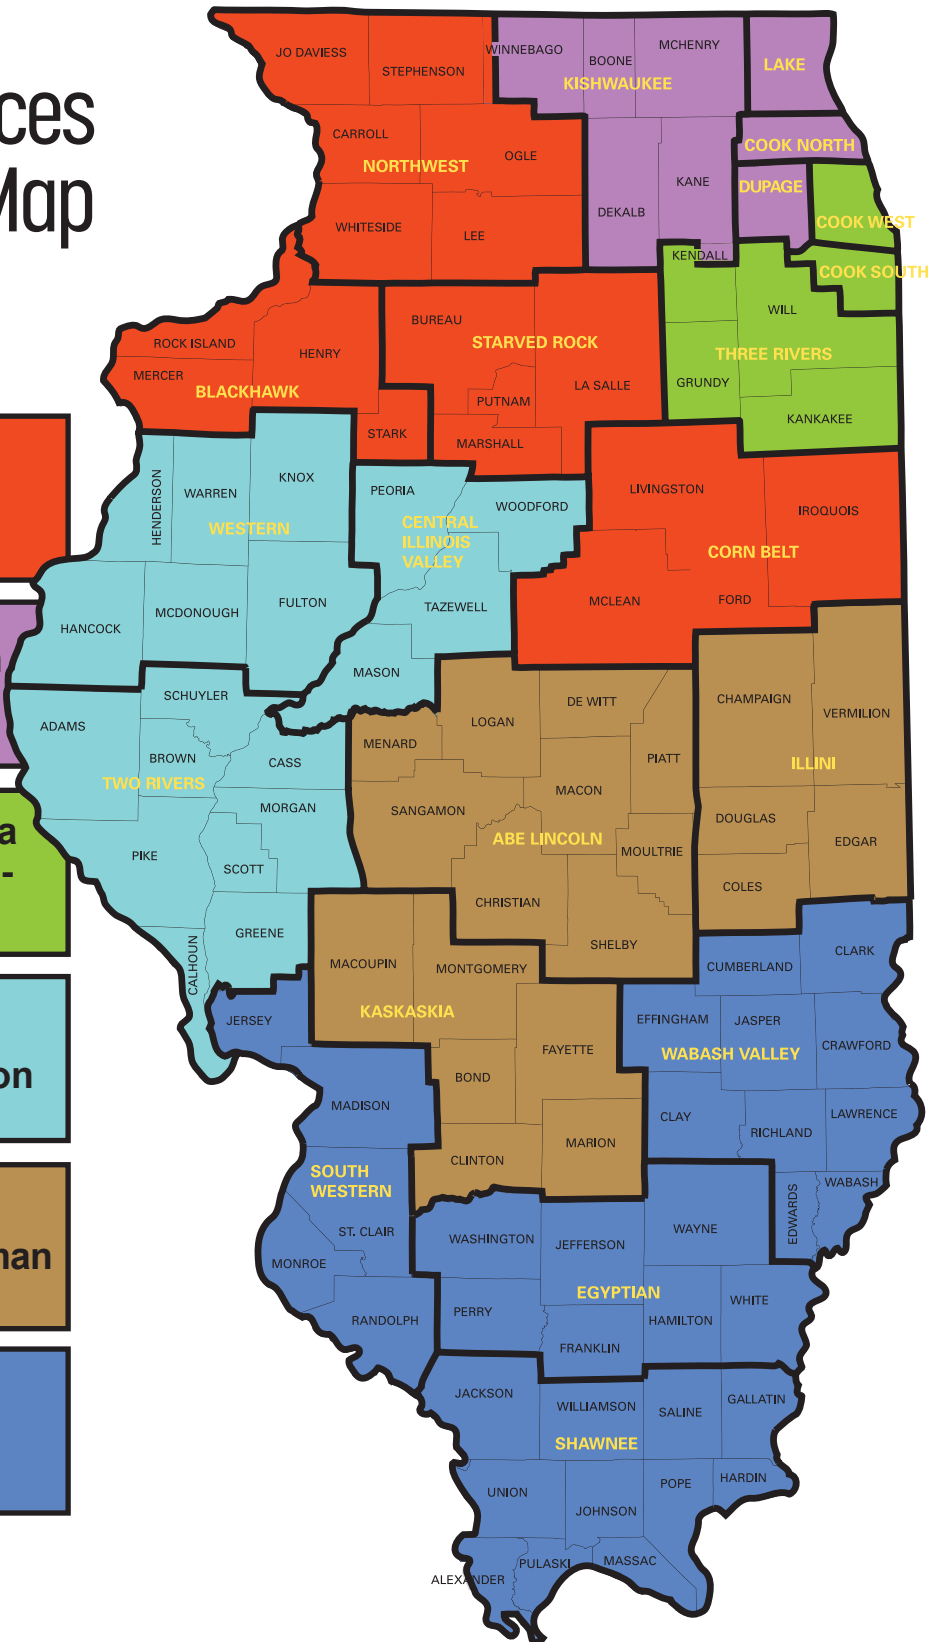 ces
Map
JO DAVIESS
STEPHENSON
WINNEBAGO
BOONE
MCHENRY
LAKE
KISHWAUKEE
CARROLL
NORTHWEST
OGLE
COOK NORTH
KANE
DUPAGE
WHITESIDE
LEE
DEKALB
COOK WEST
KENDALL
COOK SOUTH
BUREAU
WILL
ROCK ISLAND
HENRY
STARVED ROCK
THREE RIVERS
MERCER
BLACKHAWK
PUTNAM
LA SALLE
GRUNDY
KANKAKEE
STARK
MARSHALL
HENDERSON
WARREN
KNOX
PEORIA
WOODFORD
LIVINGSTON
IROQUOIS
WESTERN
CENTRAL
ILLINOIS
VALLEY
CORN BELT
HANCOCK
MCDONOUGH
FULTON
TAZEWELL
MCLEAN
FORD
MASON
SCHUYLER
ADAMS
LOGAN
DE WITT
CHAMPAIGN
VERMILION
BROWN
CASS
MENARD
PIATT
TWO RIVERS
ILLINI
MORGAN
SANGAMON
MACON
DOUGLAS
a
-
PIKE
SCOTT
ABE LINCOLN
MOULTRIE
EDGAR
CHRISTIAN
COLES
GREENE
SHELBY
CALHOUN
MACOUPIN
MONTGOMERY
CUMBERLAND
CLARK
JERSEY
KASKASKIA
EFFINGHAM
JASPER
on
FAYETTE
WABASH VALLEY
CRAWFORD
BOND
MADISON
MARION
CLAY
RICHLAND
LAWRENCE
CLINTON
SOUTH
WESTERN
EDWARDS
WABASH
man
ST. CLAIR
WASHINGTON
JEFFERSON
WAYNE
MONROE
EGYPTIAN
RANDOLPH
PERRY
HAMILTON
WHITE
FRANKLIN
JACKSON
WILLIAMSON
SALINE
GALLATIN
SHAWNEE
UNION
JOHNSON
POPE
HARDIN
ALEXANDER
PULASKI
MASSAC